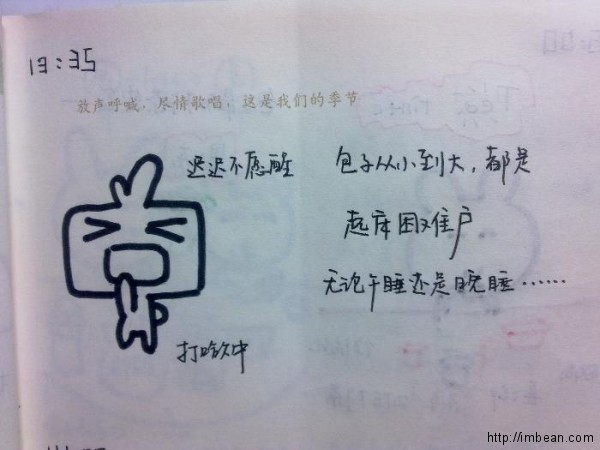 13:35
放声呼喊，尽情歌唱，这是我们的季节
迟迟不愿醒
包子从小到大，都是
起床困难户
无论午睡还是晚睡……
打哈欠中
http://imbean.com